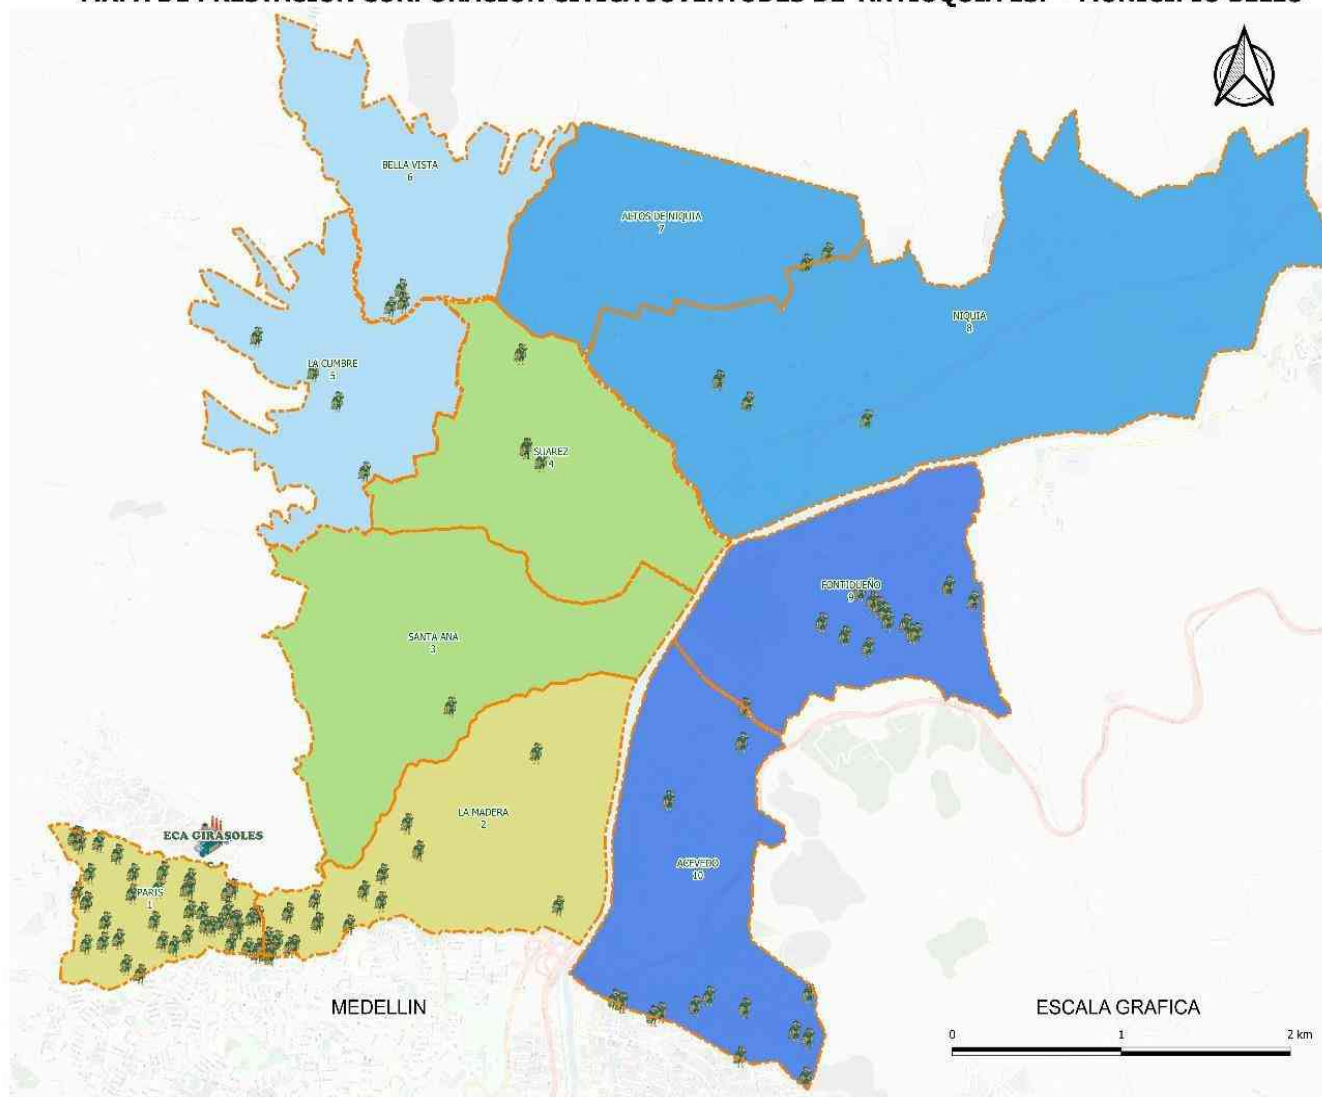 BELLA VISTA
6
ALTOS DE NIQUIA
7
NIQUIA
8
LA CUMBRE
5
SUAREZ
4
FONTIDUEÑO
9
SANTA ANA
3
LA MADERA
2
ECA GIRASOLES
PARIS
1
ACEVEDO
10
MEDELLIN
ESCALA GRAFICA
0 1 2 km